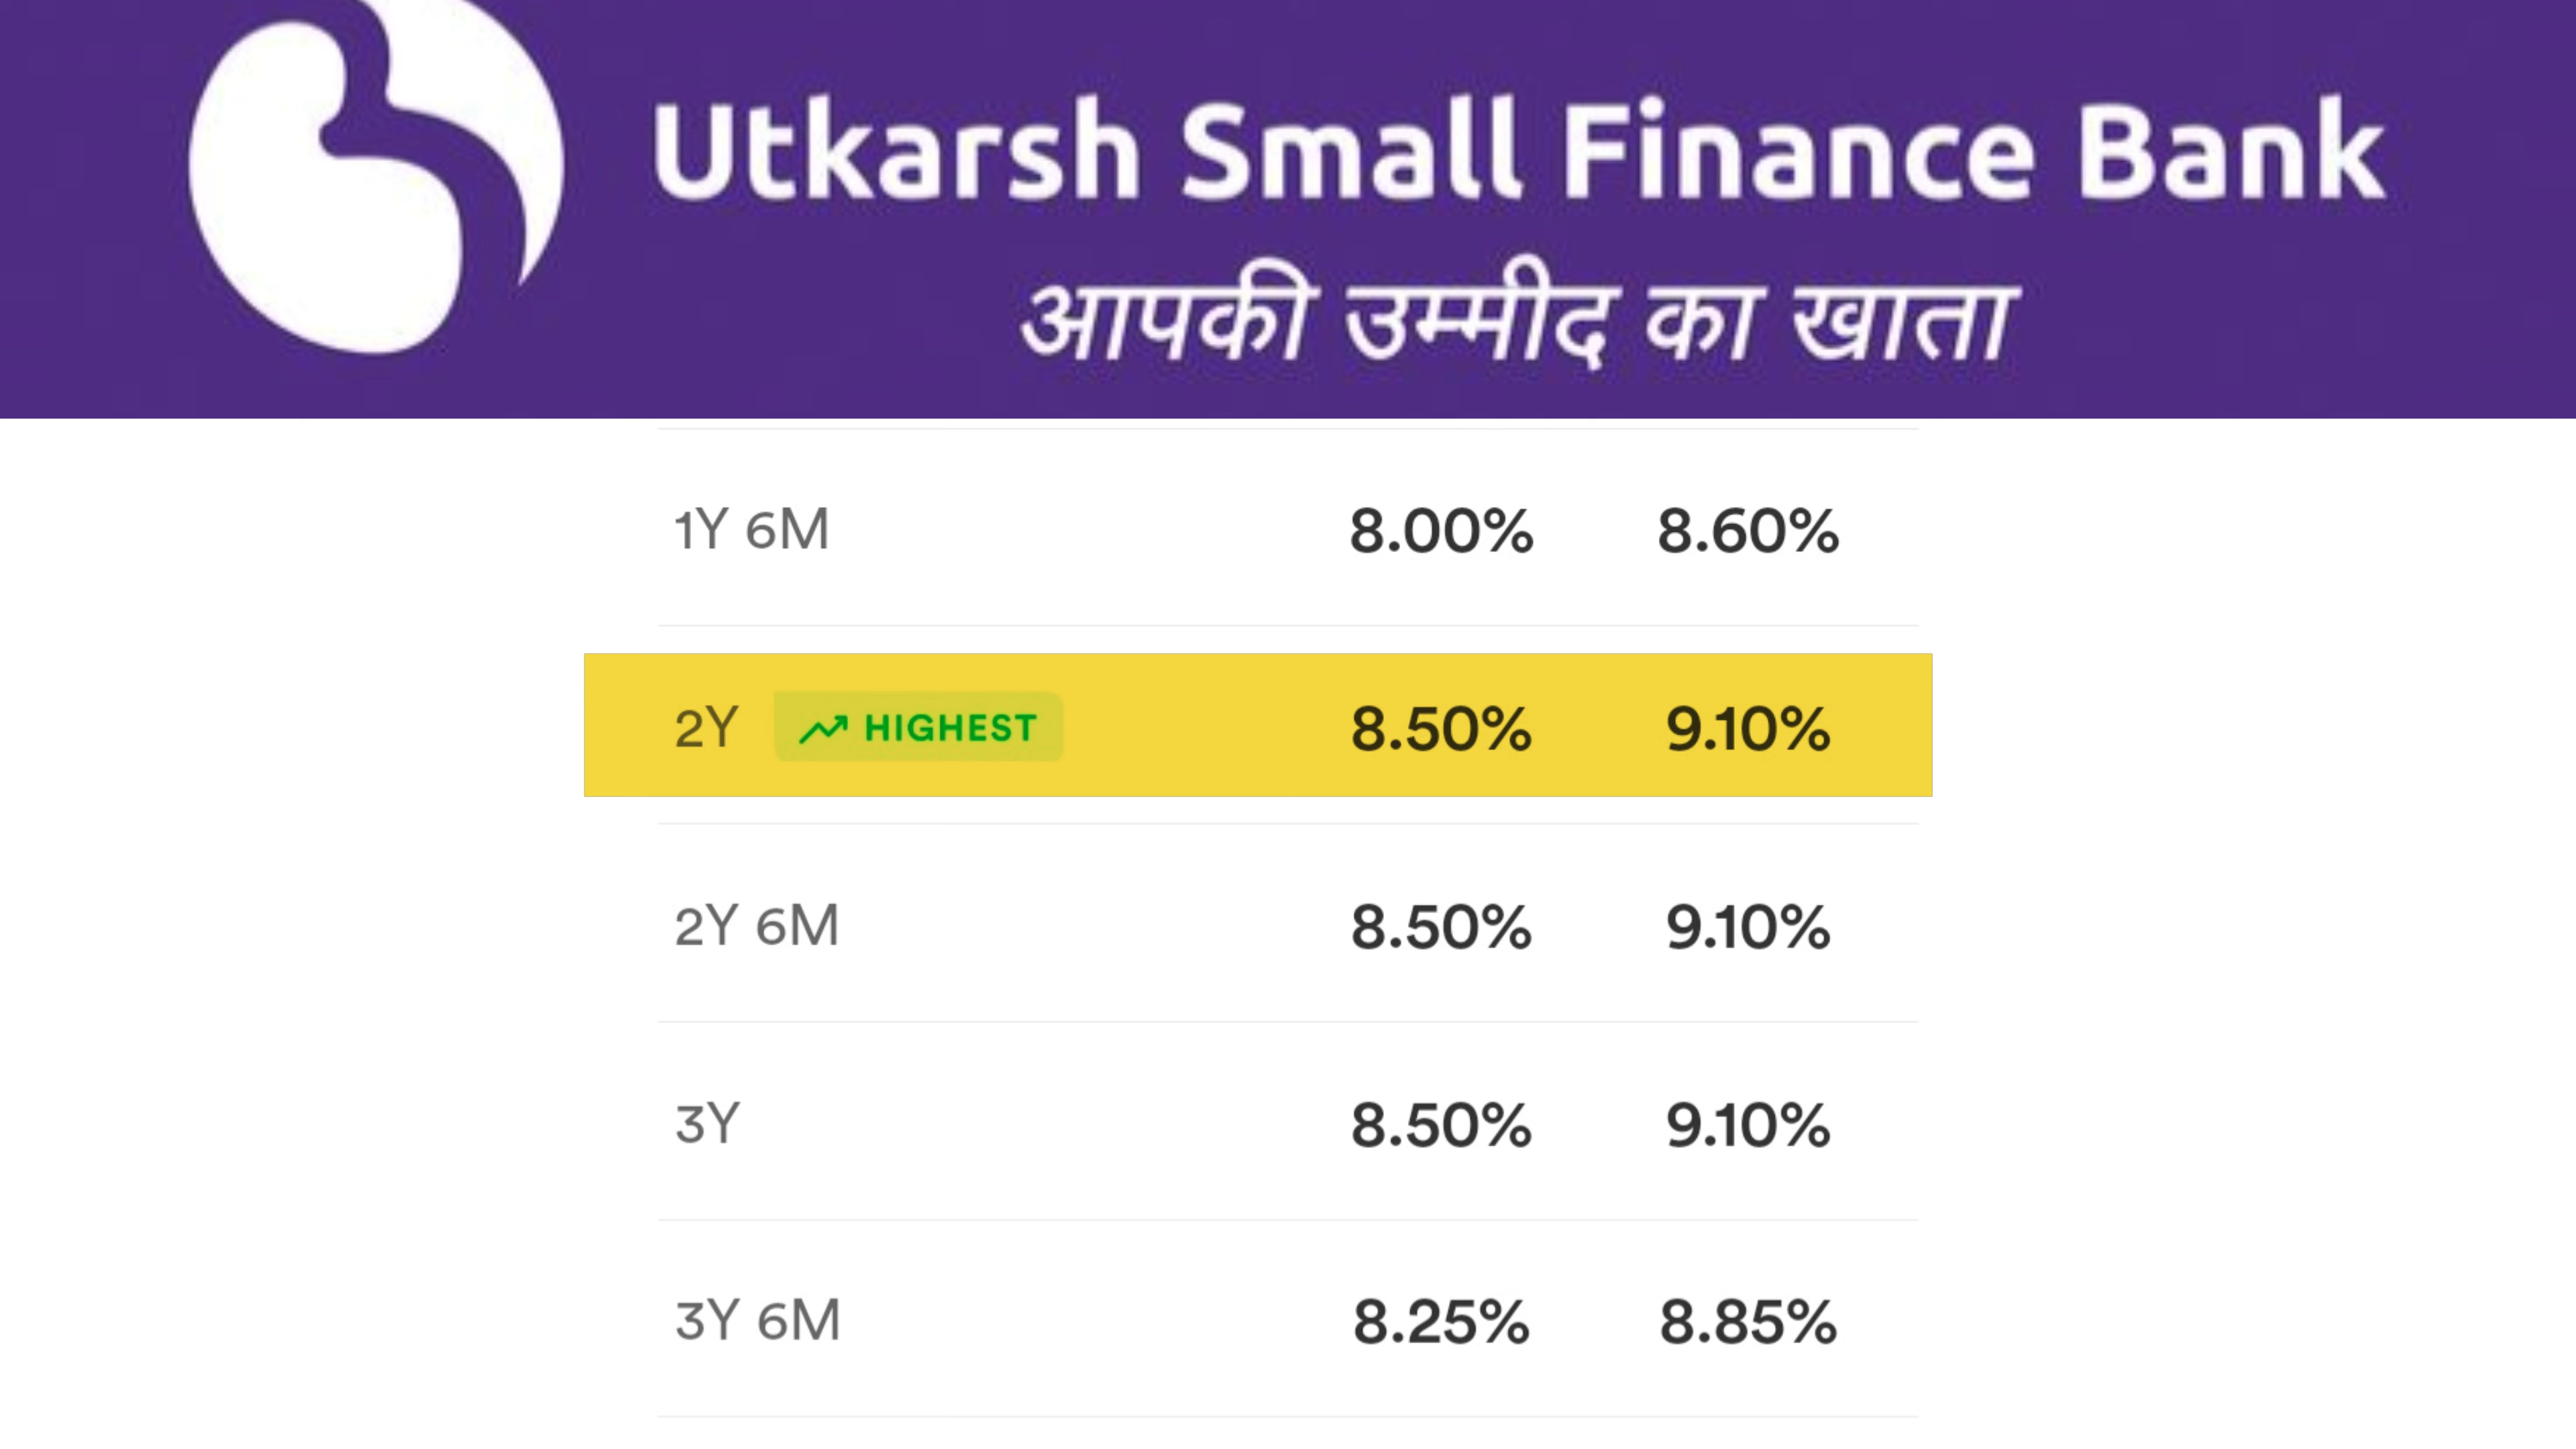 Utkarsh Small Finance Bank
आपकी उम्मीद का खाता
1Y 6M 8.00% 8.60%
2Y HIGHEST 8.50% 9.10%
2Y 6M 8.50% 9.10%
3Y 8.50% 9.10%
3Y 6M 8.25% 8.85%